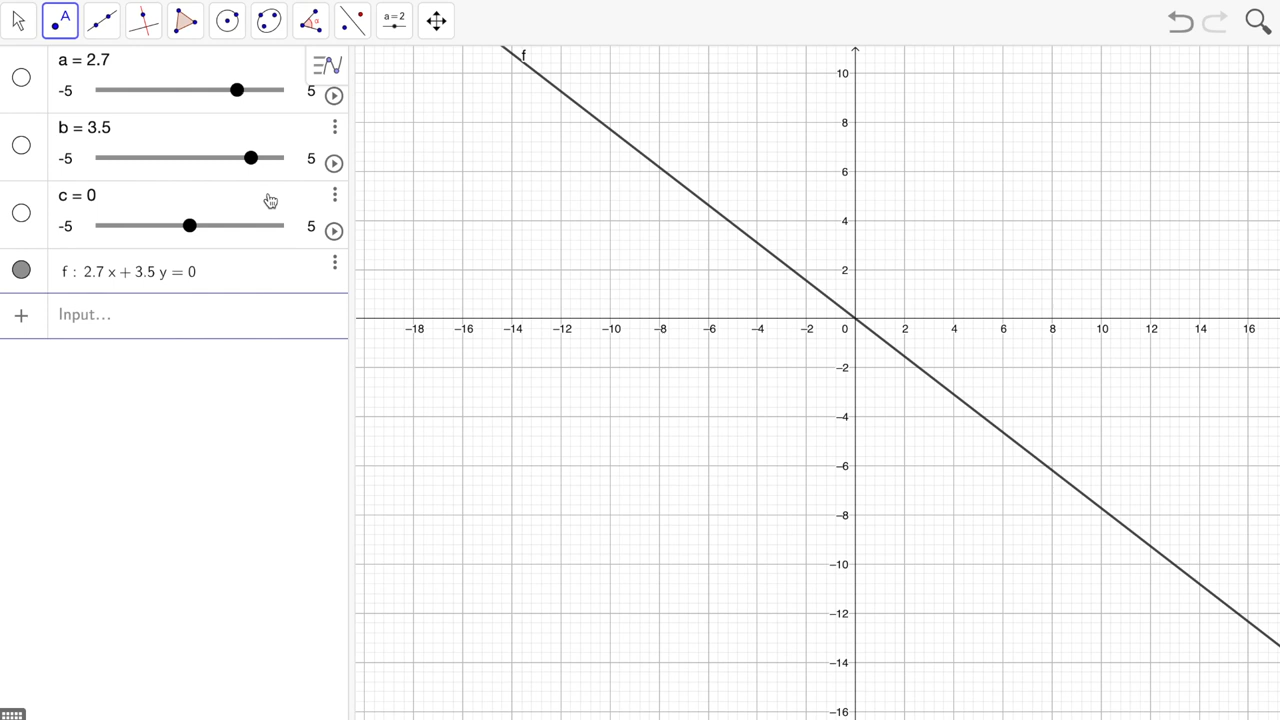 A
α
a = 2
a = 2.7
-5 5
b = 3.5
-5 5
c = 0
-5 5
f : 2.7 x + 3.5 y = 0
+ Input...
f
10
8
6
4
2
−18 −16 −14 −12 −10 −8 −6 −4 −2 0 2 4 6 8 10 12 14 16
−2
−4
−6
−8
−10
−12
−14
−16